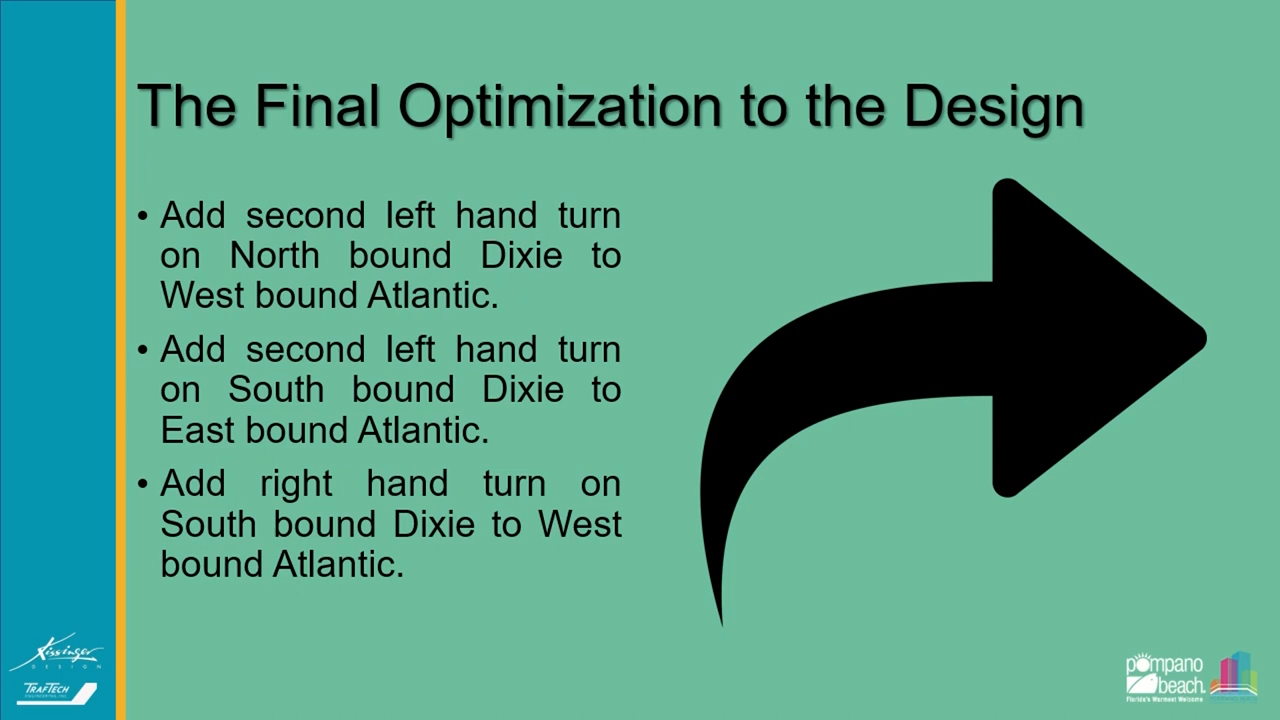 The Final Optimization to the Design
• Add second left hand turn
on North bound Dixie to
West bound Atlantic.
• Add second left hand turn
on South bound Dixie to
East bound Atlantic.
• Add right hand turn on
South bound Dixie to West
bound Atlantic.
Kissinger
DESIGN
TRAFTECH
ENGINEERING, INC.
pompano
beach.
Florida's Warmest Welcome